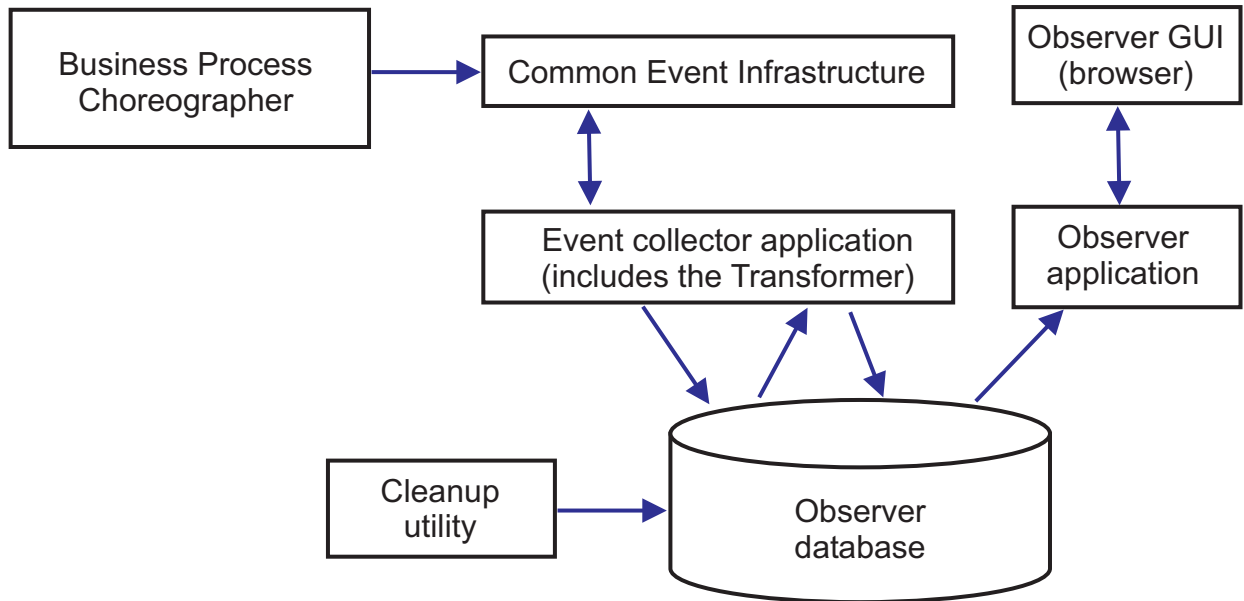 Business Process
Choreographer
Common Event Infrastructure
Observer GUI
(browser)
Event collector application
(includes the Transformer)
Observer
application
Cleanup
utility
Observer
database